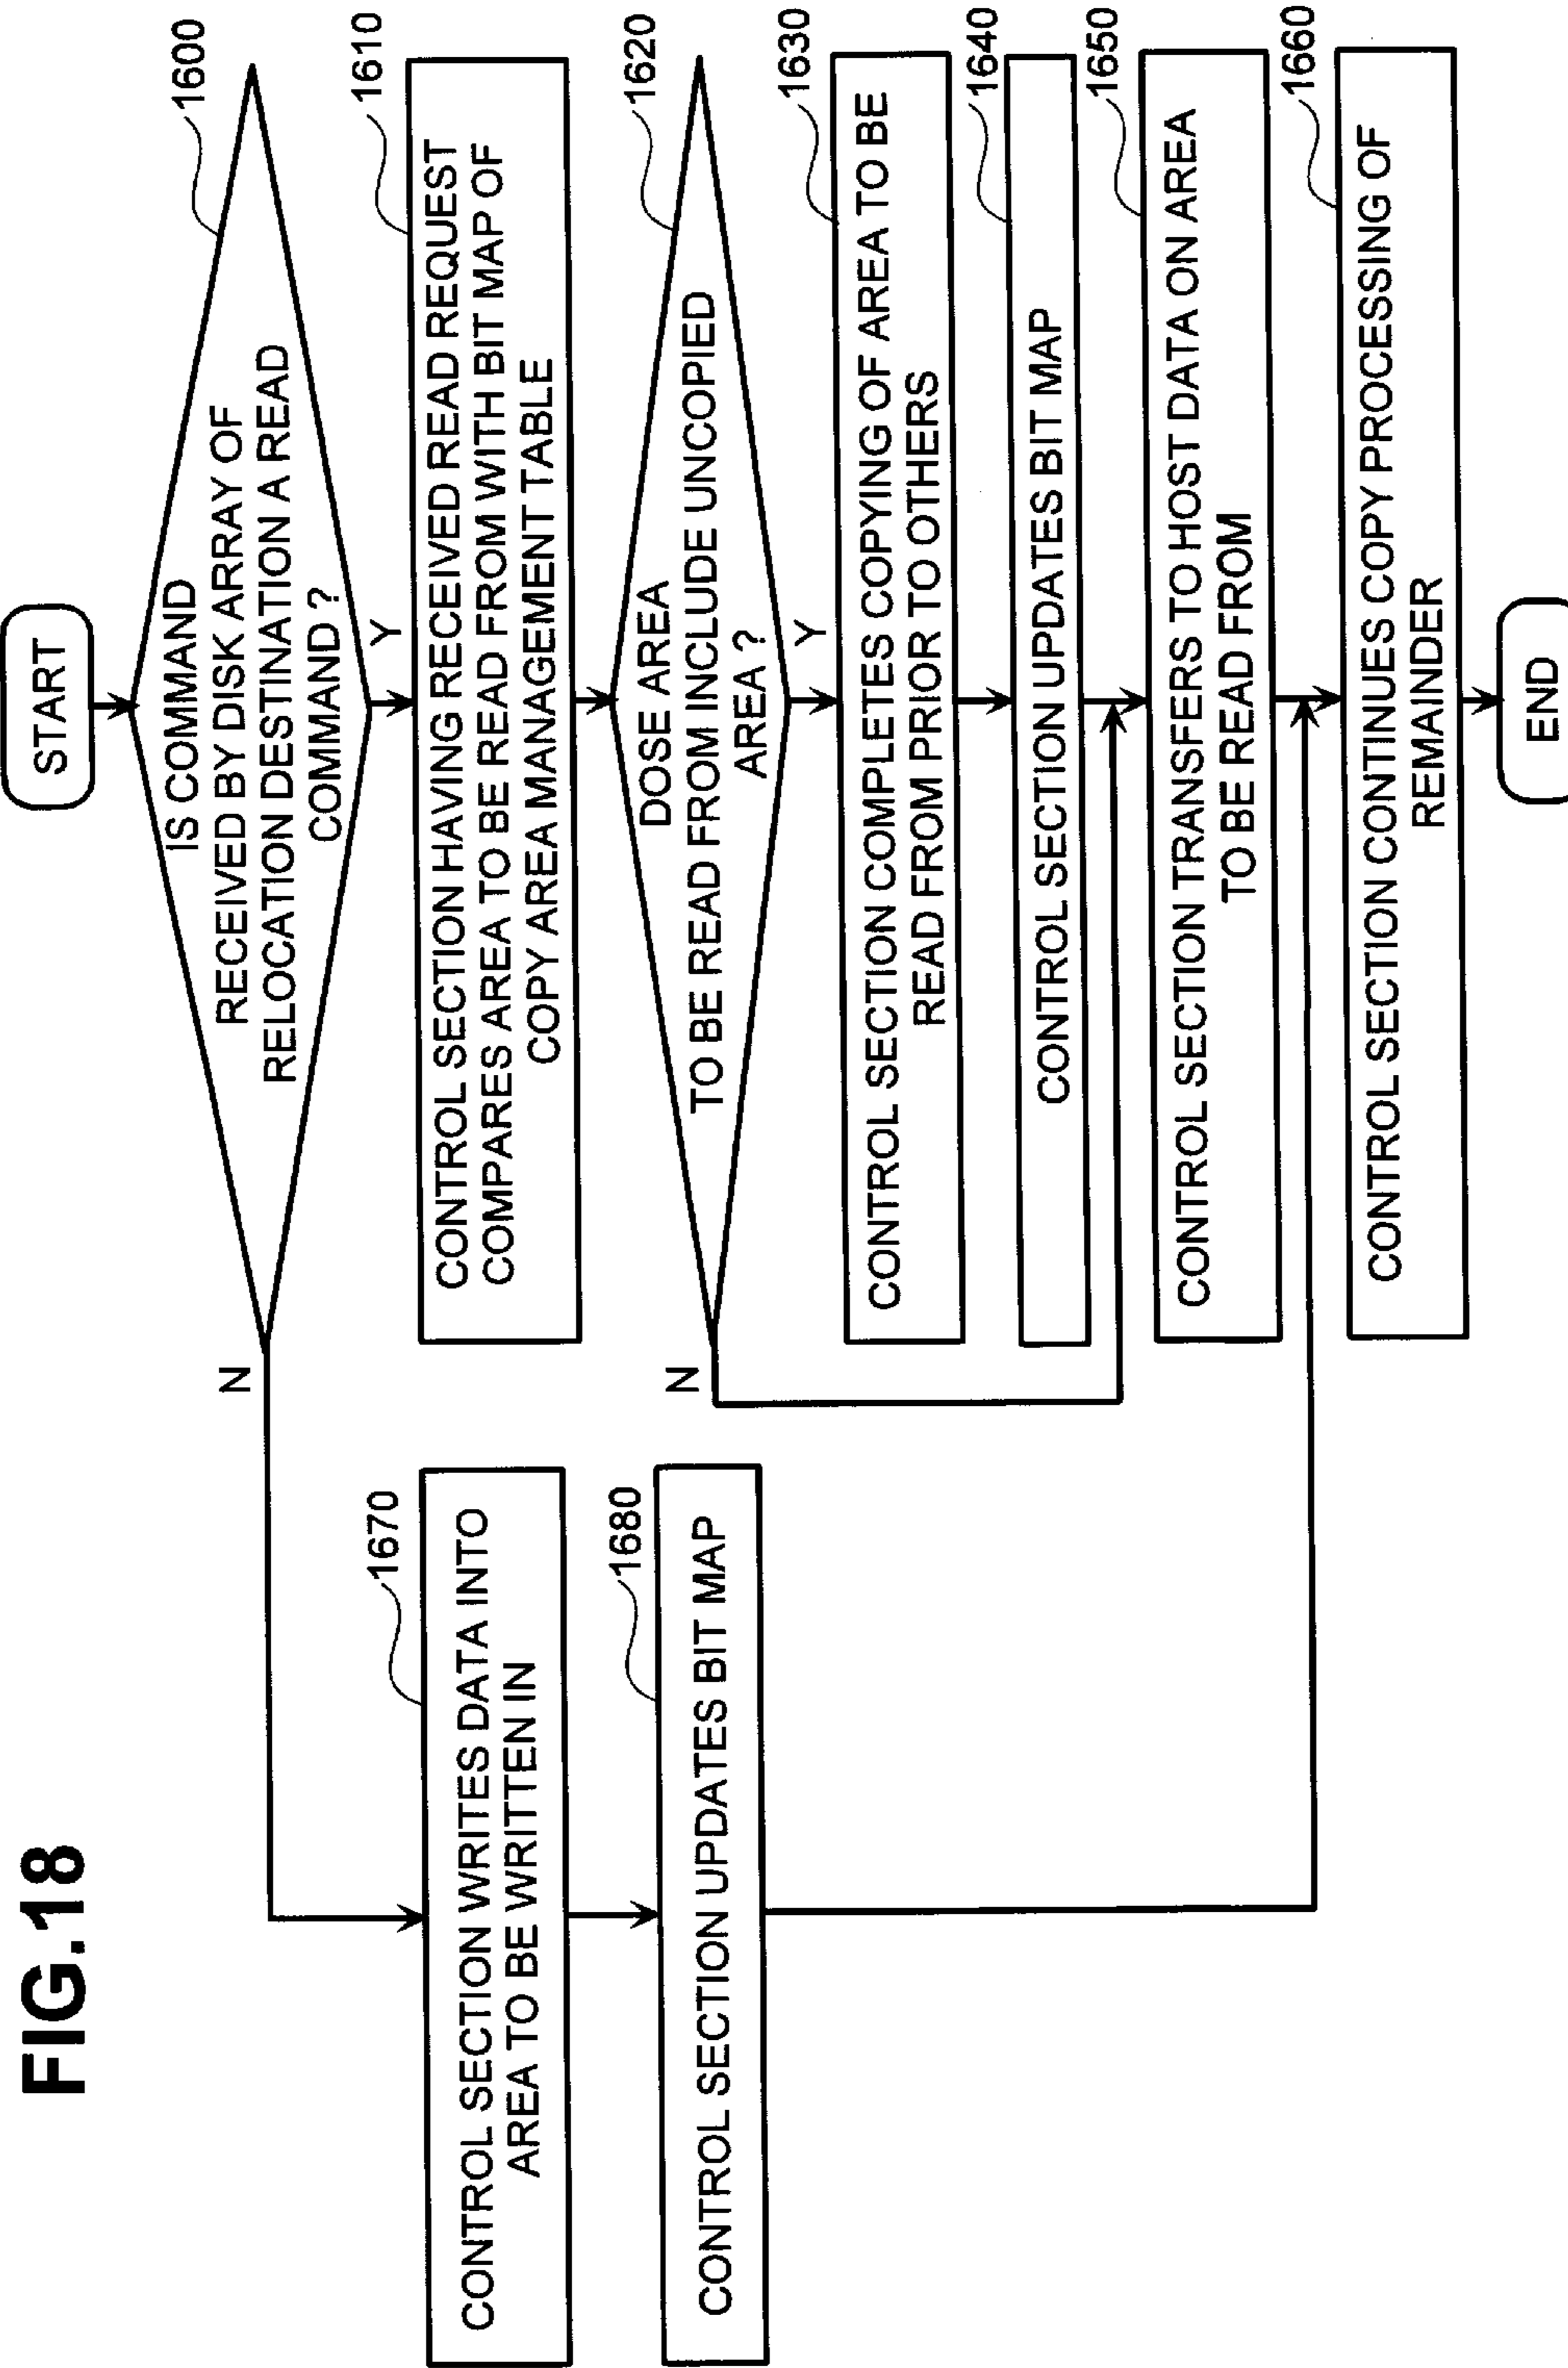 FIG.18
START
1600
IS COMMAND
RECEIVED BY DISK ARRAY OF
RELOCATION DESTINATION A READ
COMMAND ?
N
Y
1610
CONTROL SECTION HAVING RECEIVED READ REQUEST
COMPARES AREA TO BE READ FROM WITH BIT MAP OF
COPY AREA MANAGEMENT TABLE
1620
DOSE AREA
TO BE READ FROM INCLUDE UNCOPIED
AREA ?
N
Y
1630
CONTROL SECTION COMPLETES COPYING OF AREA TO BE
READ FROM PRIOR TO OTHERS
1640
CONTROL SECTION UPDATES BIT MAP
1650
CONTROL SECTION TRANSFERS TO HOST DATA ON AREA
TO BE READ FROM
1660
CONTROL SECTION CONTINUES COPY PROCESSING OF
REMAINDER
END
1670
CONTROL SECTION WRITES DATA INTO
AREA TO BE WRITTEN IN
1680
CONTROL SECTION UPDATES BIT MAP